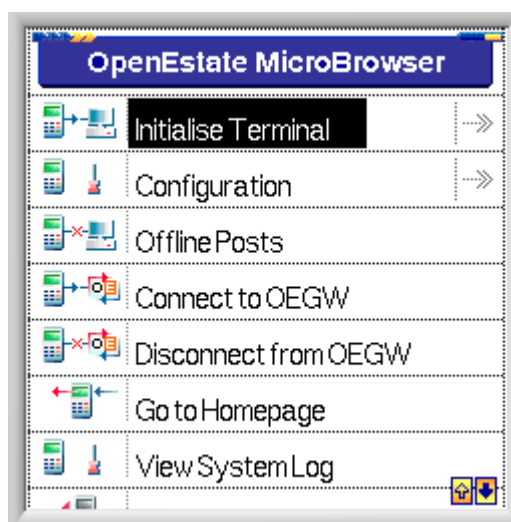 OpenEstate MicroBrowser
Initialise Terminal
Configuration
Offline Posts
Connect to OEGW
Disconnect from OEGW
Go to Homepage
View System Log